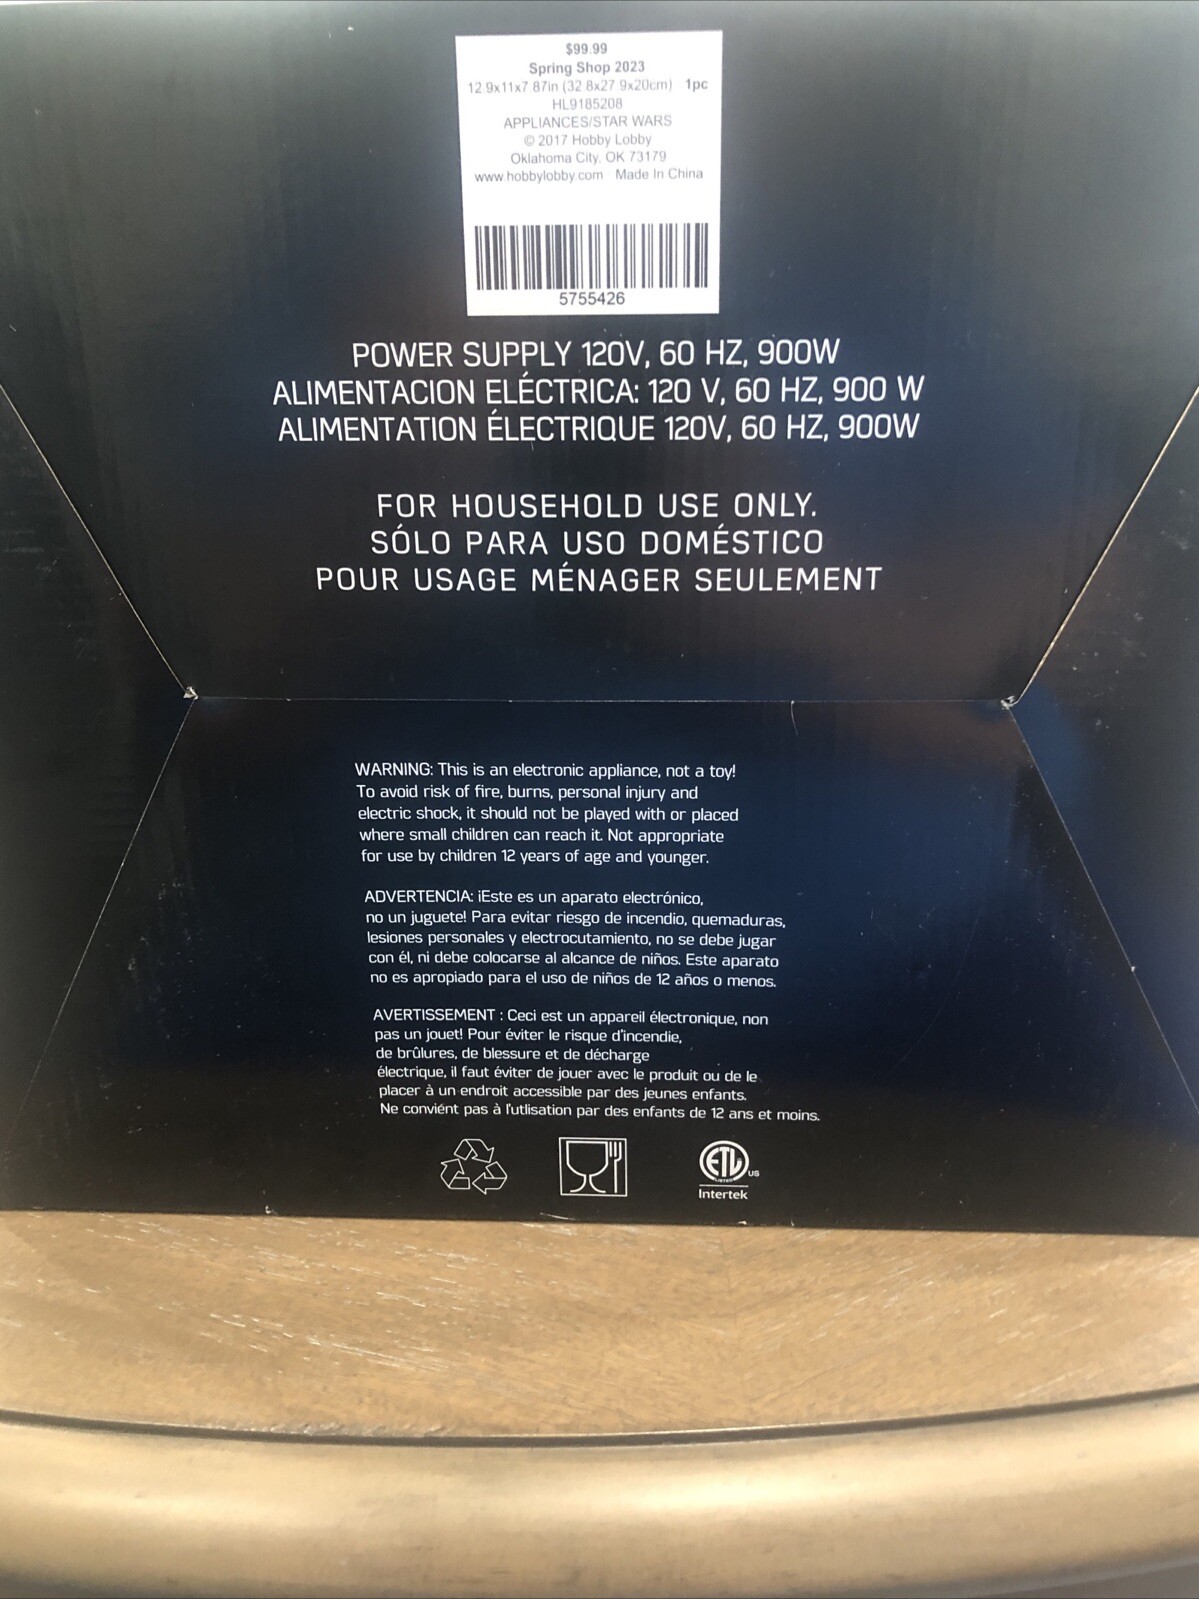 $99.99
Spring Shop 2023
12.9x11x7.87in (32.8x27.9x20cm) 1pc
HL9185208
APPLIANCES/STAR WARS
© 2017 Hobby Lobby
Oklahoma City, OK 73179
www.hobbylobby.com Made In China
5755426
POWER SUPPLY 120V, 60 HZ, 900W
ALIMENTACION ELÉCTRICA: 120 V, 60 HZ, 900 W
ALIMENTATION ÉLECTRIQUE 120V, 60 HZ, 900W
FOR HOUSEHOLD USE ONLY.
SÓLO PARA USO DOMÉSTICO
POUR USAGE MÉNAGER SEULEMENT
WARNING: This is an electronic appliance, not a toy!
To avoid risk of fire, burns, personal injury and
electric shock, it should not be played with or placed
where small children can reach it. Not appropriate
for use by children 12 years of age and younger.
ADVERTENCIA: ¡Este es un aparato electrónico,
no un juguete! Para evitar riesgo de incendio, quemaduras,
lesiones personales y electrocutamiento, no se debe jugar
con él, ni debe colocarse al alcance de niños. Este aparato
no es apropiado para el uso de niños de 12 años o menos.
AVERTISSEMENT : Ceci est un appareil électronique, non
pas un jouet! Pour éviter le risque d'incendie,
de brûlures, de blessure et de décharge
électrique, il faut éviter de jouer avec le produit ou de le
placer à un endroit accessible par des jeunes enfants.
Ne conviént pas à l'utlisation par des enfants de 12 ans et moins.
ETL US
LISTED
Intertek